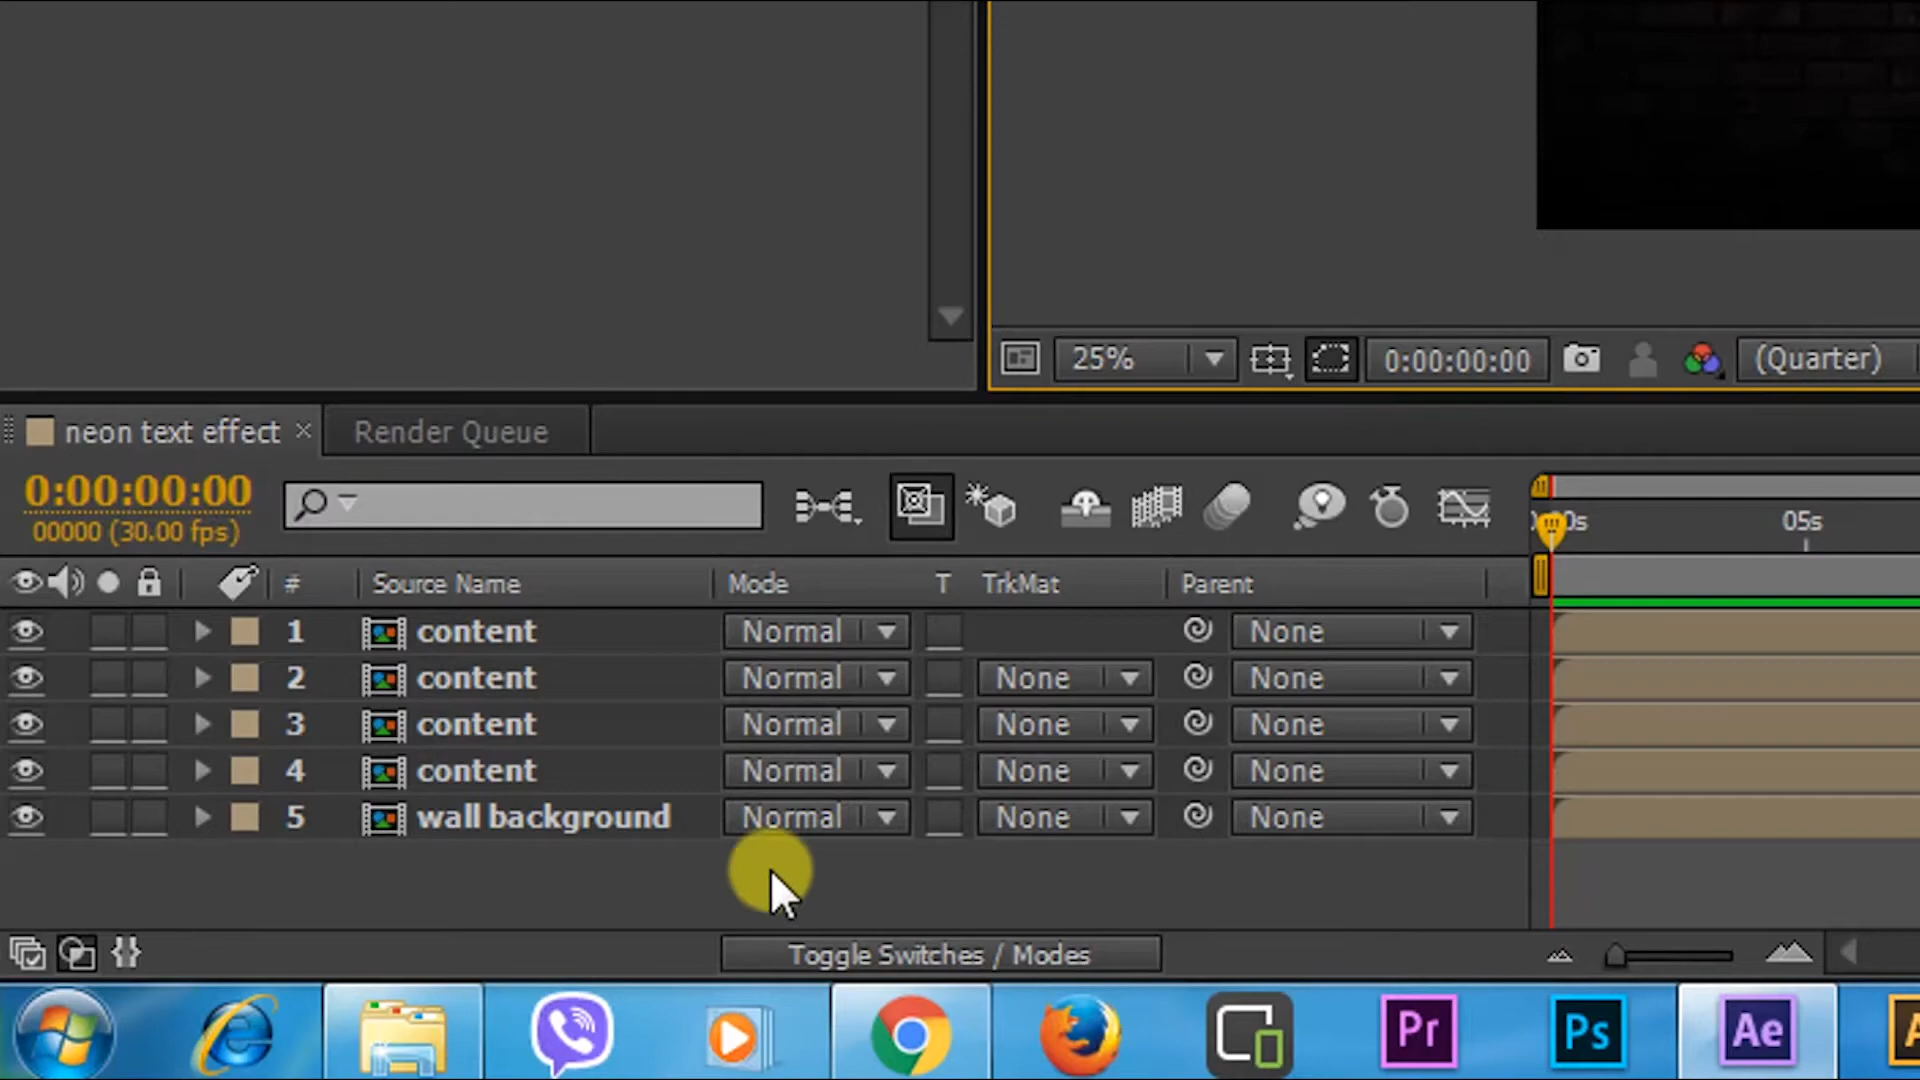 25% 0:00:00:00 (Quarter)
neon text effect × Render Queue
0:00:00:00
00000 (30.00 fps)
05s
# Source Name Mode T TrkMat Parent
1 content Normal None
2 content Normal None None
3 content Normal None None
4 content Normal None None
5 wall background Normal None None
Toggle Switches / Modes
Pr Ps Ae